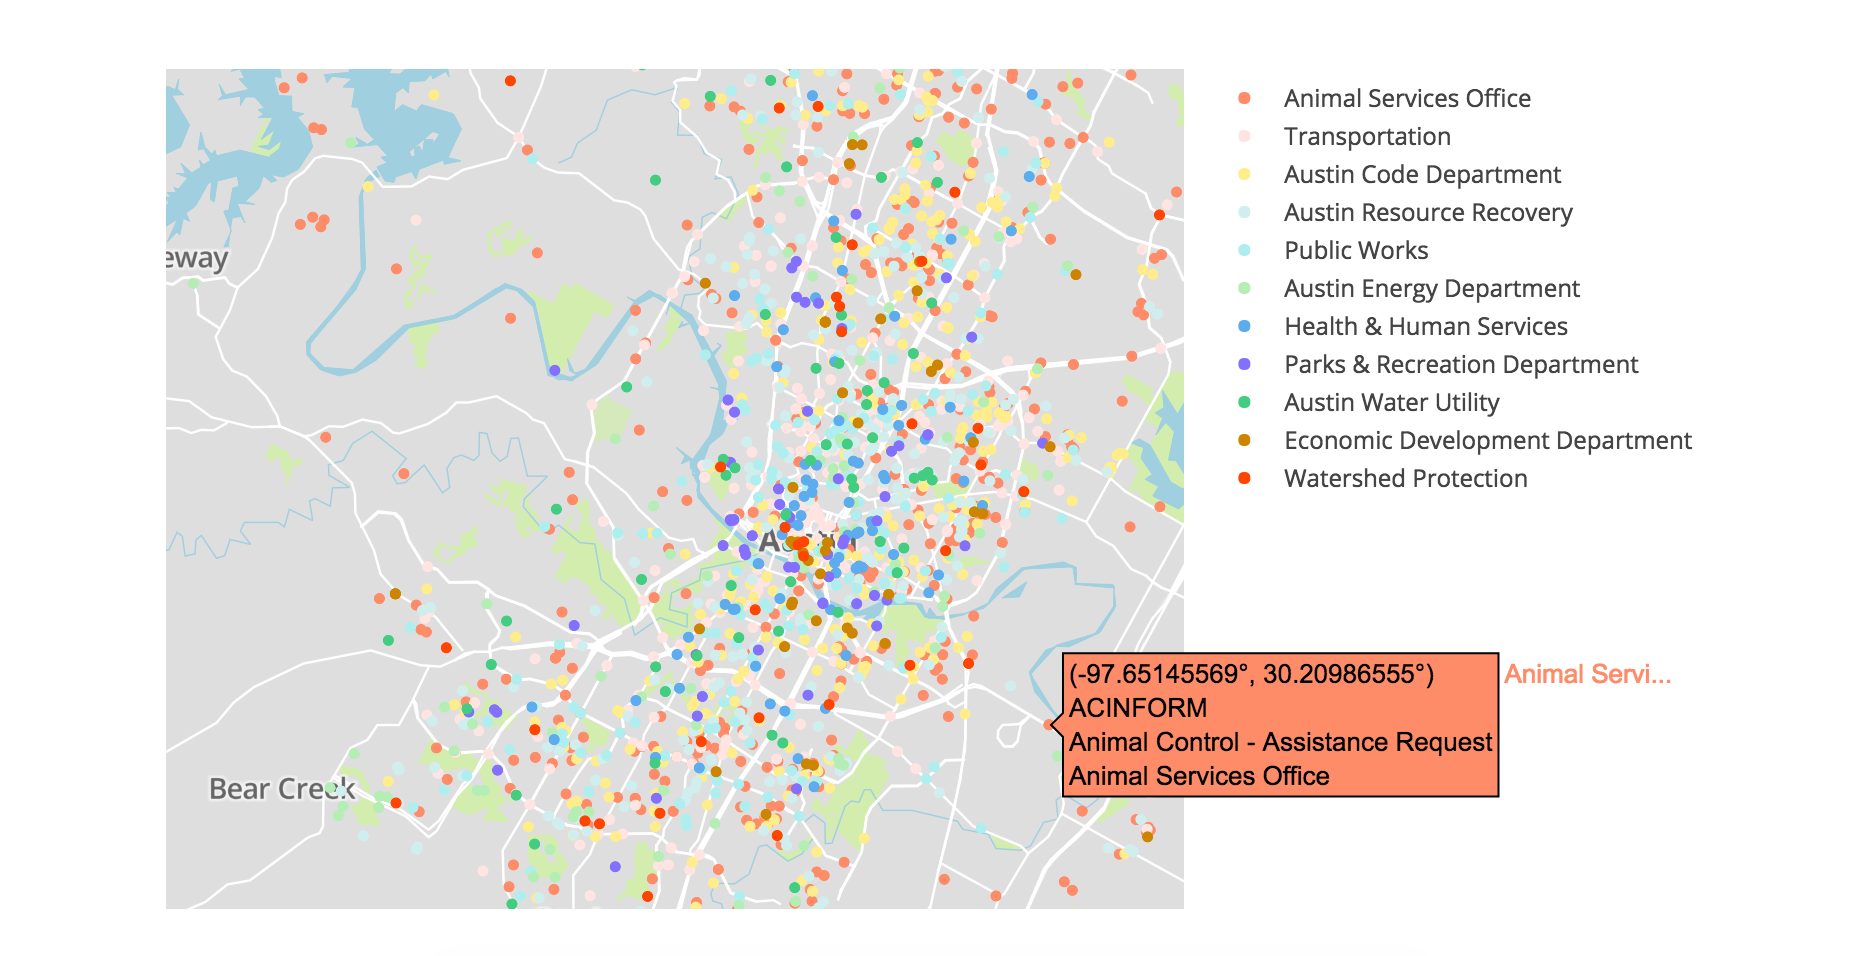 eway
Austin
Bear Creek
Animal Services Office
Transportation
Austin Code Department
Austin Resource Recovery
Public Works
Austin Energy Department
Health & Human Services
Parks & Recreation Department
Austin Water Utility
Economic Development Department
Watershed Protection
(-97.65145569°, 30.20986555°)
ACINFORM
Animal Control - Assistance Request
Animal Services Office
Animal Servi...